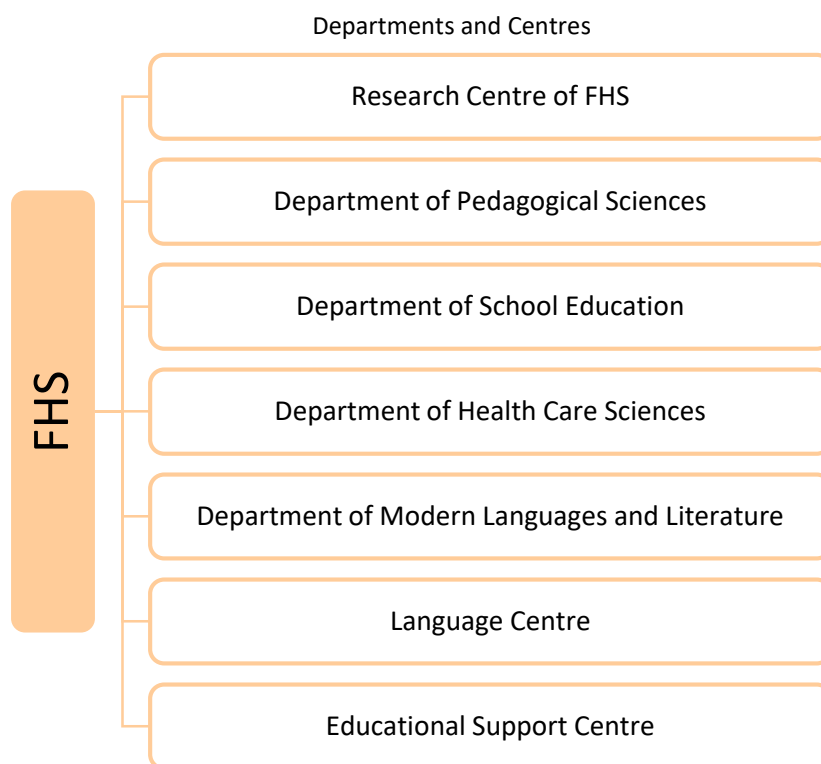 Departments and Centres
Research Centre of FHS
Department of Pedagogical Sciences
Department of School Education
FHS
Department of Health Care Sciences
Department of Modern Languages and Literature
Language Centre
Educational Support Centre